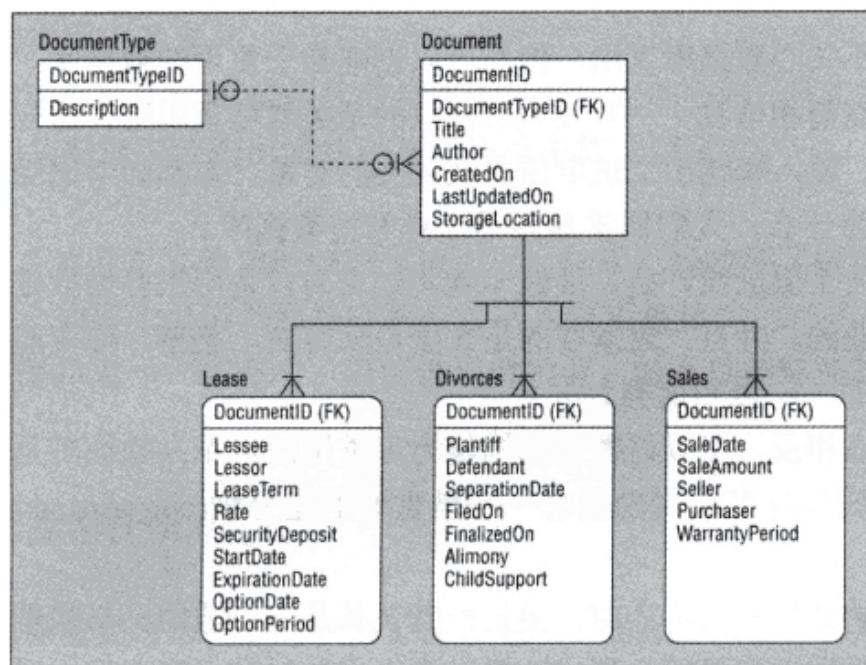 DocumentType
DocumentTypeID
Description
Document
DocumentID
DocumentTypeID (FK)
Title
Author
CreatedOn
LastUpdatedOn
StorageLocation
Lease
DocumentID (FK)
Lessee
Lessor
LeaseTerm
Rate
SecurityDeposit
StartDate
ExpirationDate
OptionDate
OptionPeriod
Divorces
DocumentID (FK)
Plantiff
Defendant
SeparationDate
FiledOn
FinalizedOn
Alimony
ChildSupport
Sales
DocumentID (FK)
SaleDate
SaleAmount
Seller
Purchaser
WarrantyPeriod